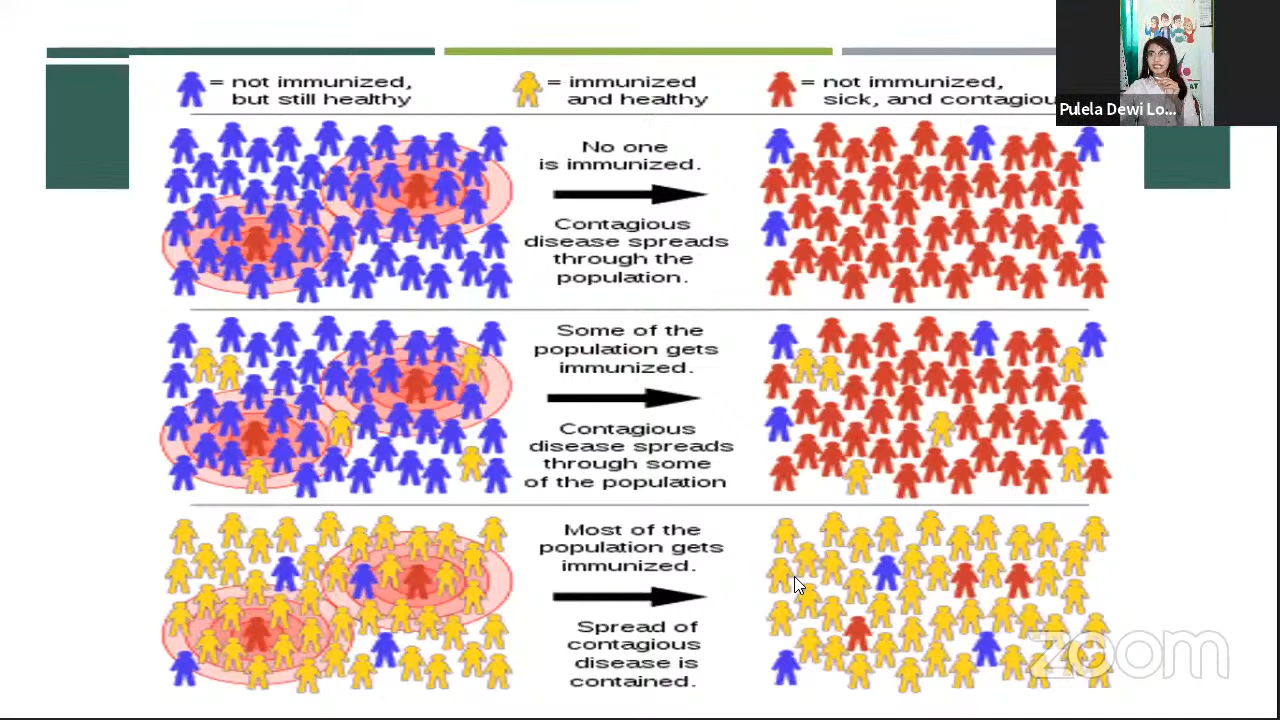 = not immunized,
but still healthy
= immunized
and healthy
= not immunized,
sick, and contagiou
Pulela Dewi Lo...
No one
is immunized.
Contagious
disease spreads
through the
population.
Some of the
population gets
immunized.
Contagious
disease spreads
through some
of the population
Most of the
population gets
immunized.
Spread of
contagious
disease is
contained.
zoom